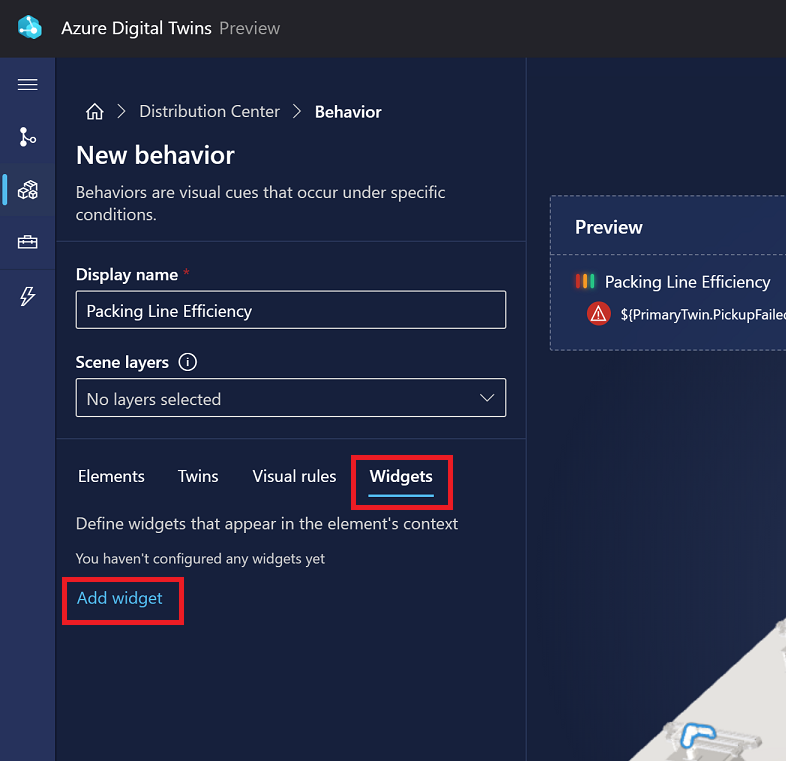 Azure Digital Twins Preview
Distribution Center > Behavior
New behavior
Behaviors are visual cues that occur under specific
conditions.
Display name *
Packing Line Efficiency
Scene layers
No layers selected
Elements Twins Visual rules Widgets
Define widgets that appear in the element's context
You haven't configured any widgets yet
Add widget
Preview
Packing Line Efficiency
${PrimaryTwin.PickupFailed